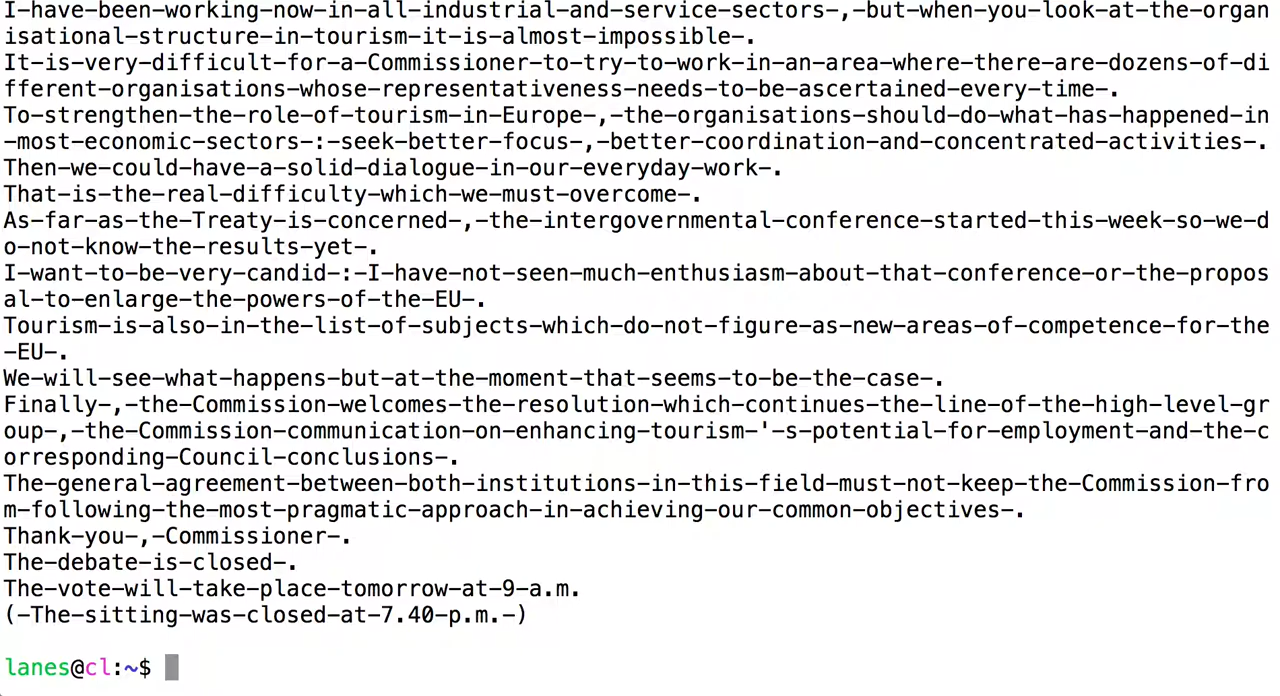 I-have-been-working-now-in-all-industrial-and-service-sectors-,-but-when-you-look-at-the-organ
isational-structure-in-tourism-it-is-almost-impossible-.
It-is-very-difficult-for-a-Commissioner-to-try-to-work-in-an-area-where-there-are-dozens-of-di
fferent-organisations-whose-representativeness-needs-to-be-ascertained-every-time-.
To-strengthen-the-role-of-tourism-in-Europe-,-the-organisations-should-do-what-has-happened-in
-most-economic-sectors-:-seek-better-focus-,-better-coordination-and-concentrated-activities-.
Then-we-could-have-a-solid-dialogue-in-our-everyday-work-.
That-is-the-real-difficulty-which-we-must-overcome-.
As-far-as-the-Treaty-is-concerned-,-the-intergovernmental-conference-started-this-week-so-we-d
o-not-know-the-results-yet-.
I-want-to-be-very-candid-:-I-have-not-seen-much-enthusiasm-about-that-conference-or-the-propos
al-to-enlarge-the-powers-of-the-EU-.
Tourism-is-also-in-the-list-of-subjects-which-do-not-figure-as-new-areas-of-competence-for-the
-EU-.
We-will-see-what-happens-but-at-the-moment-that-seems-to-be-the-case-.
Finally-,-the-Commission-welcomes-the-resolution-which-continues-the-line-of-the-high-level-gr
oup-,-the-Commission-communication-on-enhancing-tourism-'-s-potential-for-employment-and-the-c
orresponding-Council-conclusions-.
The-general-agreement-between-both-institutions-in-this-field-must-not-keep-the-Commission-fro
m-following-the-most-pragmatic-approach-in-achieving-our-common-objectives-.
Thank-you-,-Commissioner-.
The-debate-is-closed-.
The-vote-will-take-place-tomorrow-at-9-a.m.
(-The-sitting-was-closed-at-7.40-p.m.-)
lanes@cl:~$